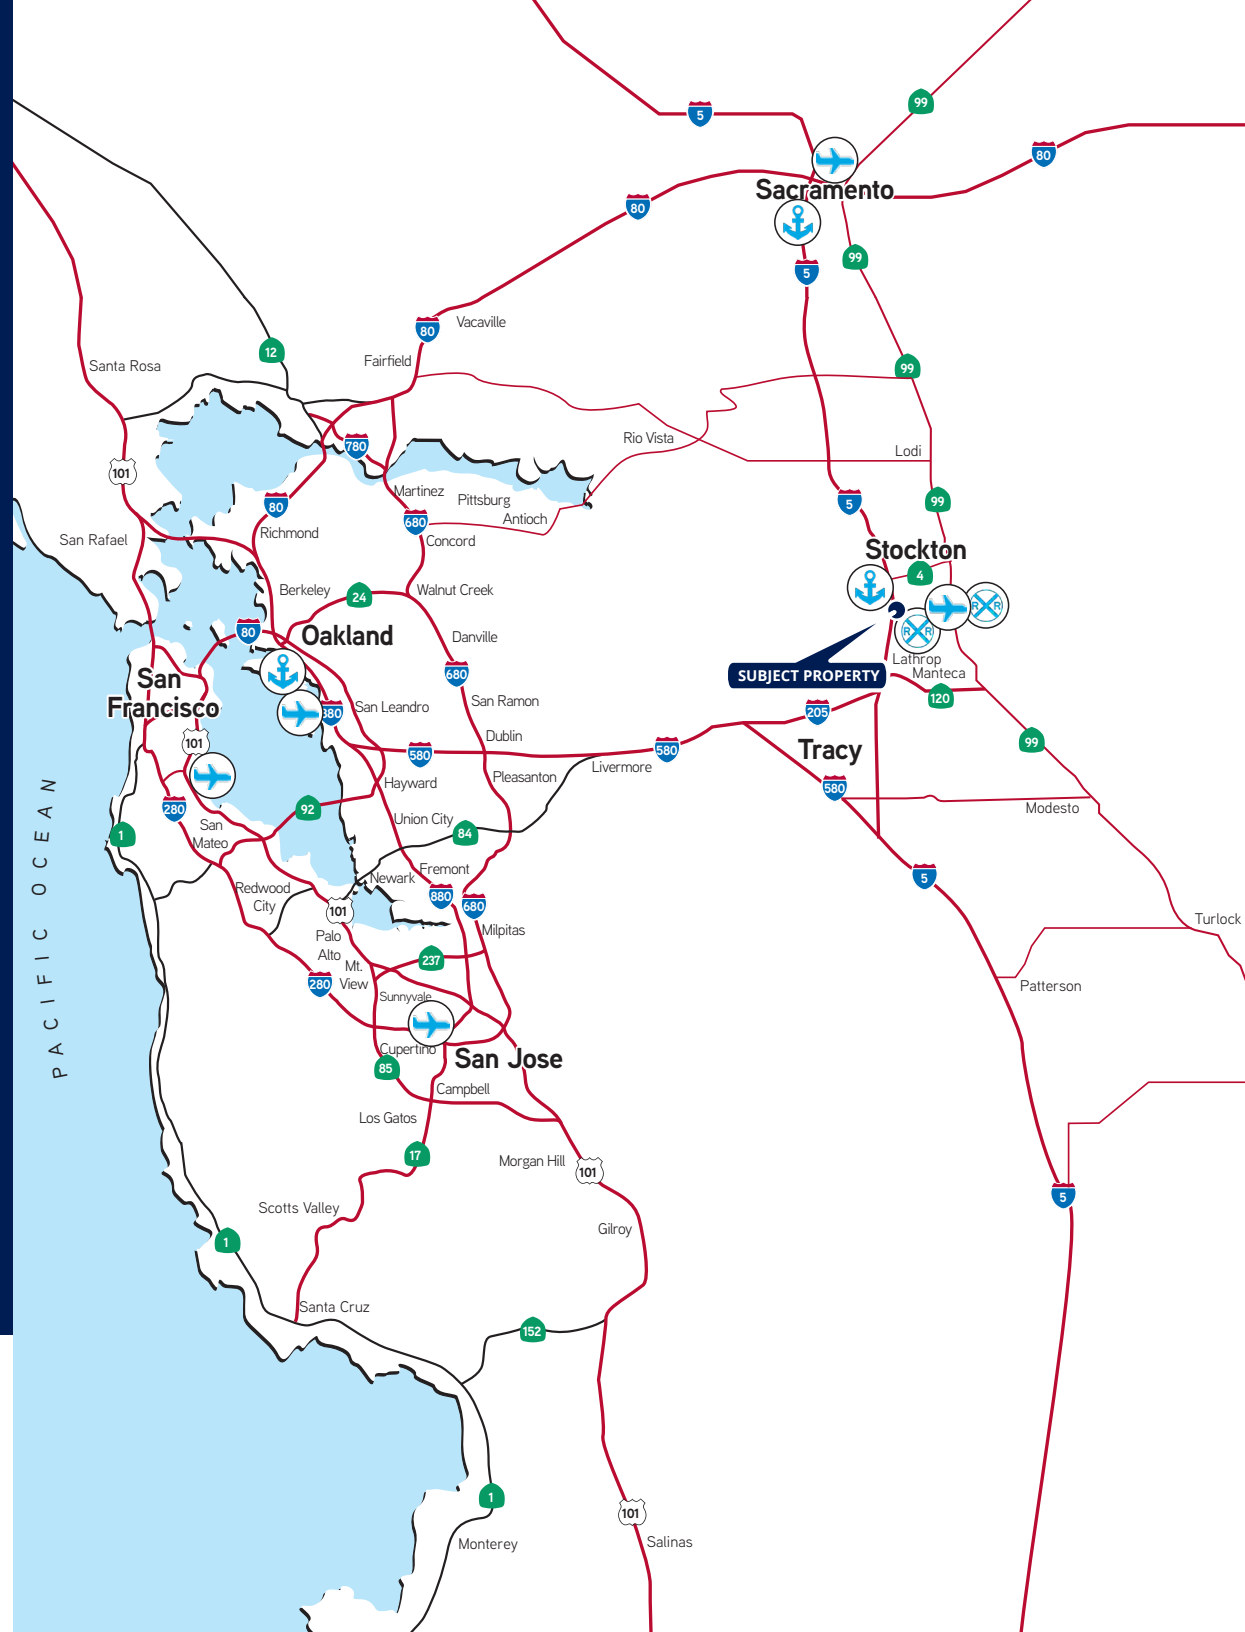 99
5
80
Sacramento
80
99
5
Vacaville
80
12
Fairfield
99
Santa Rosa
Rio Vista
780
Lodi
101
Martinez
Pittsburg
5
99
80
Antioch
680
Richmond
San Rafael
Concord
Stockton
4
Berkeley
24
Walnut Creek
R R
80
Oakland
Danville
R R
Lathrop
SUBJECT PROPERTY
680
Manteca
San
Francisco
San Ramon
120
880
San Leandro
205
Dublin
101
580
580
99
Tracy
Livermore
Pleasanton
Hayward
580
PACIFIC OCEAN
280
92
Modesto
1
San
Mateo
Union City
84
Fremont
5
Newark
Redwood
City
880
680
101
Turlock
Palo
Alto
Milpitas
237
Mt.
View
280
Patterson
Sunnyvale
Cupertino
San Jose
85
Campbell
Los Gatos
17
Morgan Hill
101
5
Scotts Valley
Gilroy
1
Santa Cruz
152
1
101
Monterey
Salinas